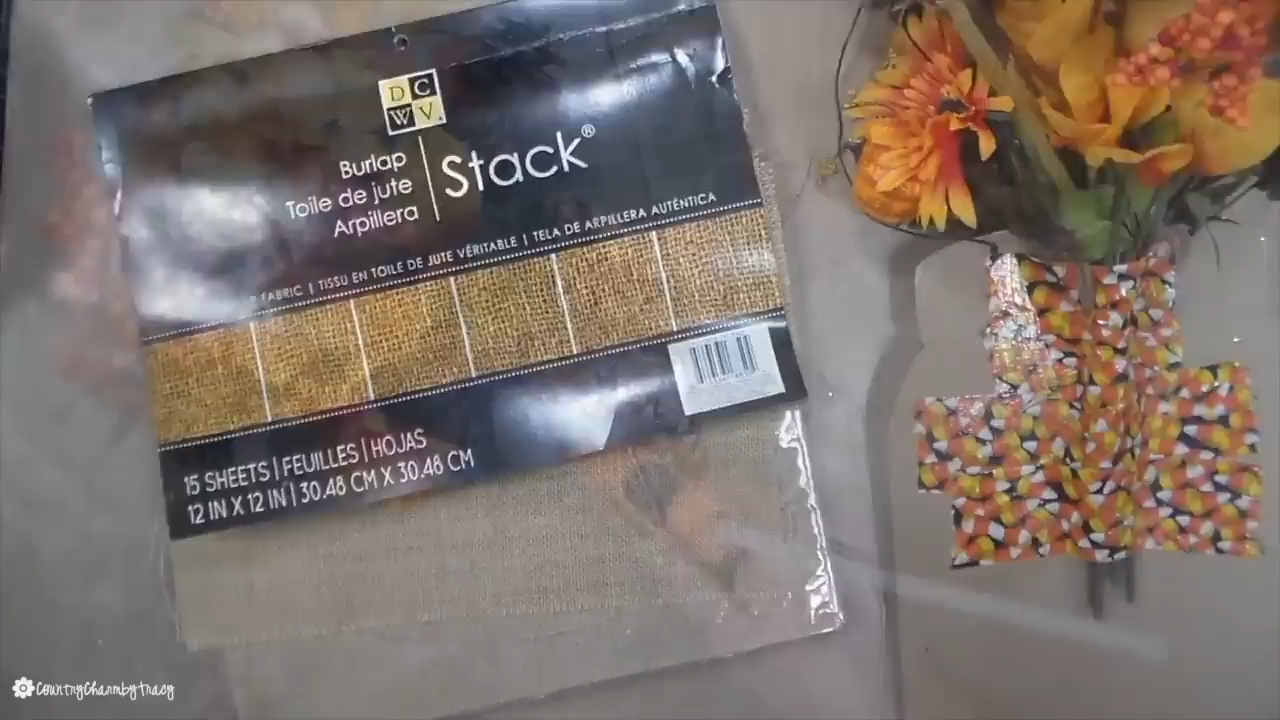 D C
W V.
Burlap
Toile de jute
Arpillera
Stack®
FABRIC | TISSU EN TOILE DE JUTE VÉRITABLE | TELA DE ARPILLERA AUTÉNTICA
15 SHEETS | FEUILLES | HOJAS
12 IN X 12 IN | 30.48 CM X 30.48 CM
CountryCharmbytracy